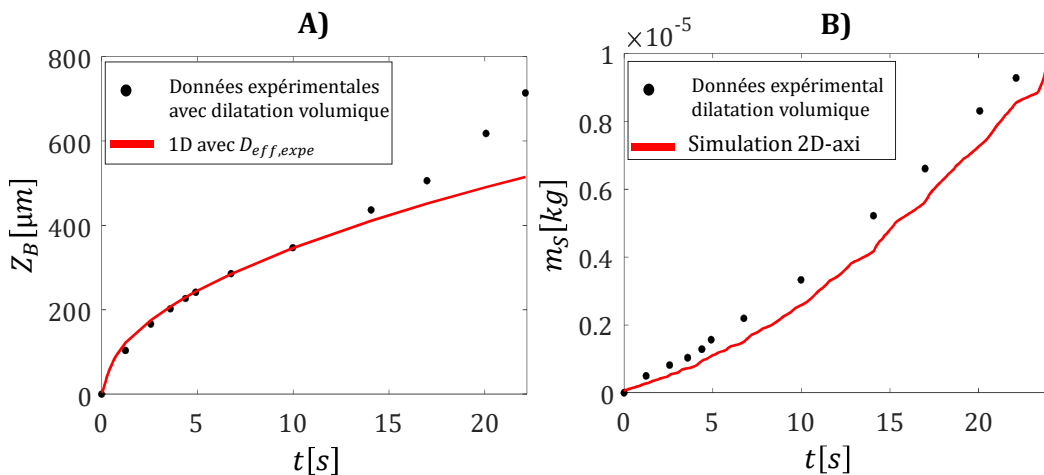 A)
800
600
400
200
0
Z_B [µm]
Données expérimentales
avec dilatation volumique
1D avec D_{eff,expe}
0 5 10 15 20
t[s]
B)
×10^{-5}
1
0.8
0.6
0.4
0.2
0
m_S[kg]
Données expérimental
dilatation volumique
Simulation 2D-axi
0 5 10 15 20
t[s]